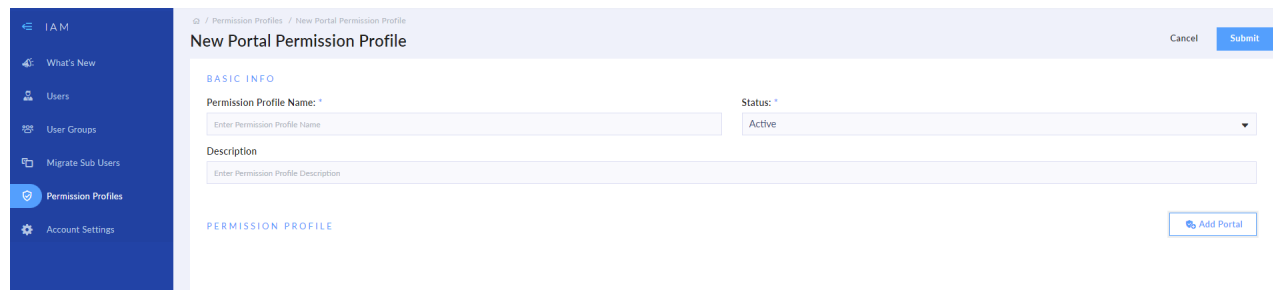 IAM
What's New
Users
User Groups
Migrate Sub Users
Permission Profiles
Account Settings
/ Permission Profiles / New Portal Permission Profile
New Portal Permission Profile
Cancel
Submit
BASIC INFO
Permission Profile Name: *
Status: *
Enter Permission Profile Name
Active
Description
Enter Permission Profile Description
PERMISSION PROFILE
Add Portal